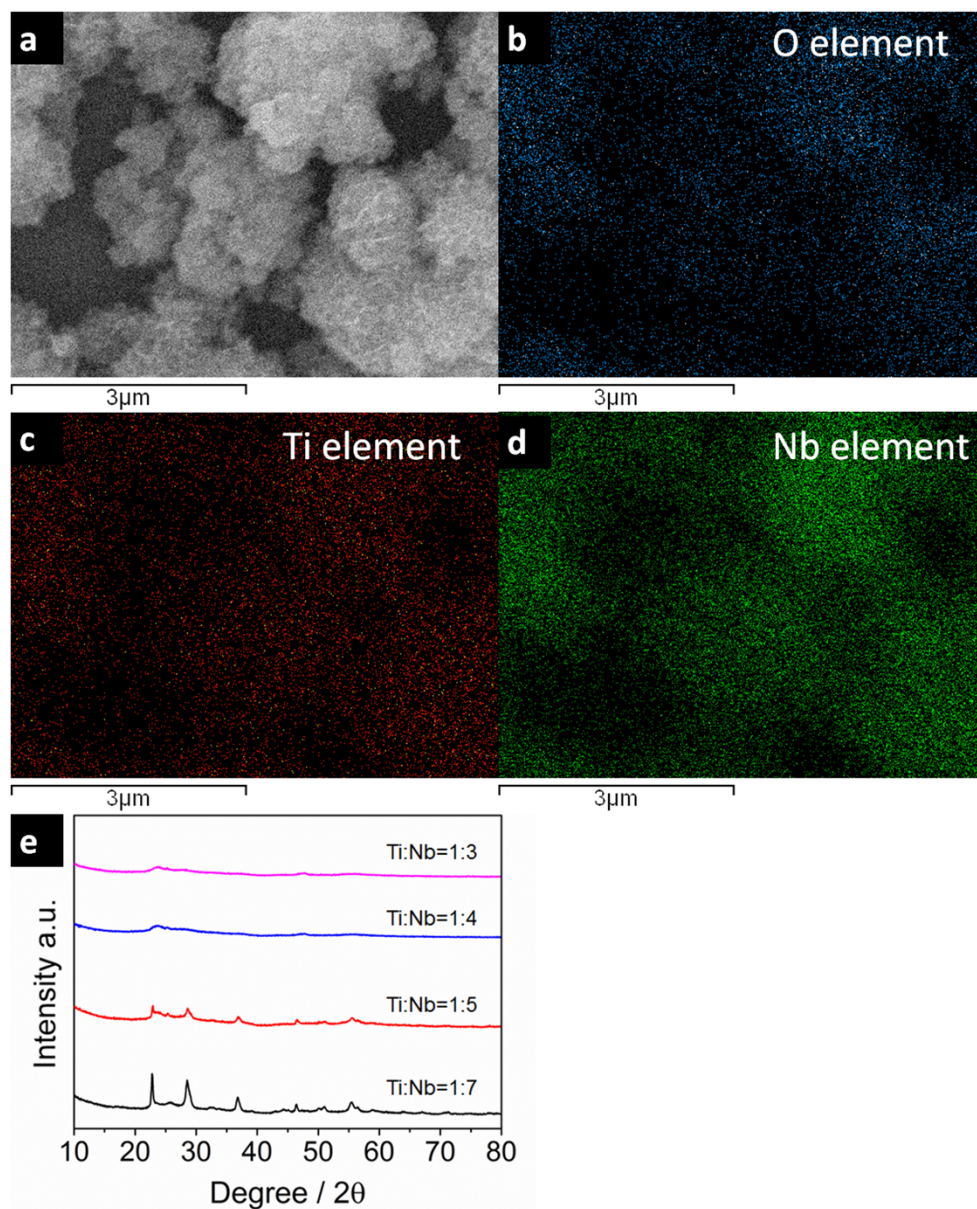 a
b
O element
3µm
3µm
c
Ti element
d
Nb element
3µm
3µm
e
Ti:Nb=1:3
Ti:Nb=1:4
Ti:Nb=1:5
Ti:Nb=1:7
Intensity a.u.
10 20 30 40 50 60 70 80
Degree / 2θ